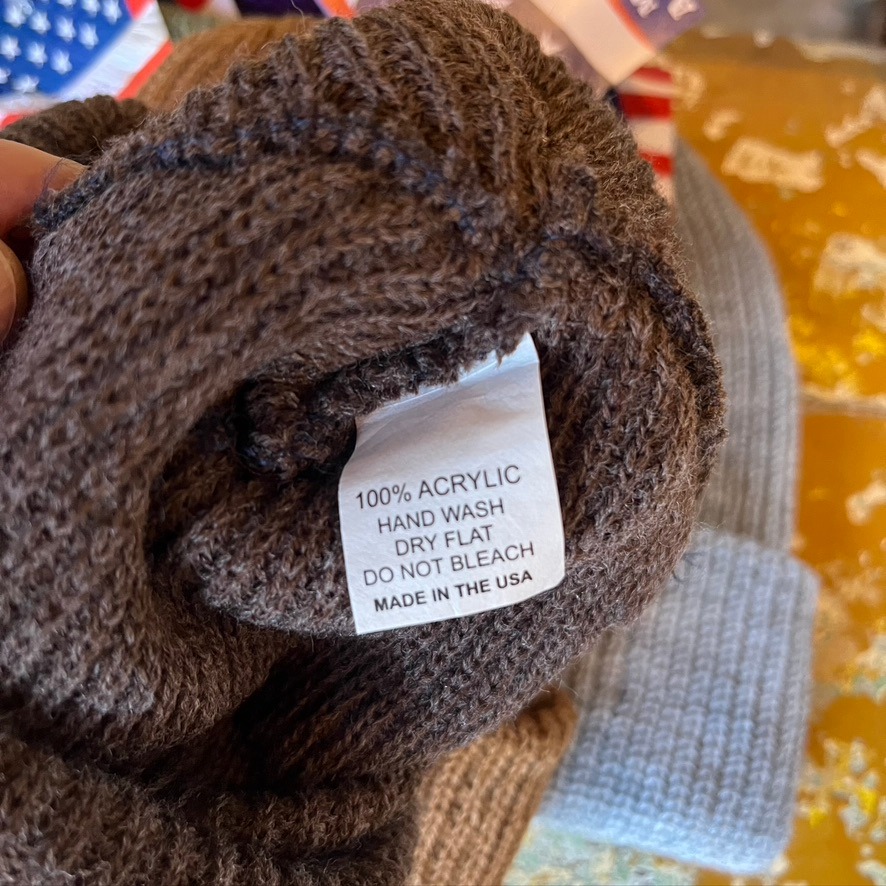 100% ACRYLIC
HAND WASH
DRY FLAT
DO NOT BLEACH
MADE IN THE USA